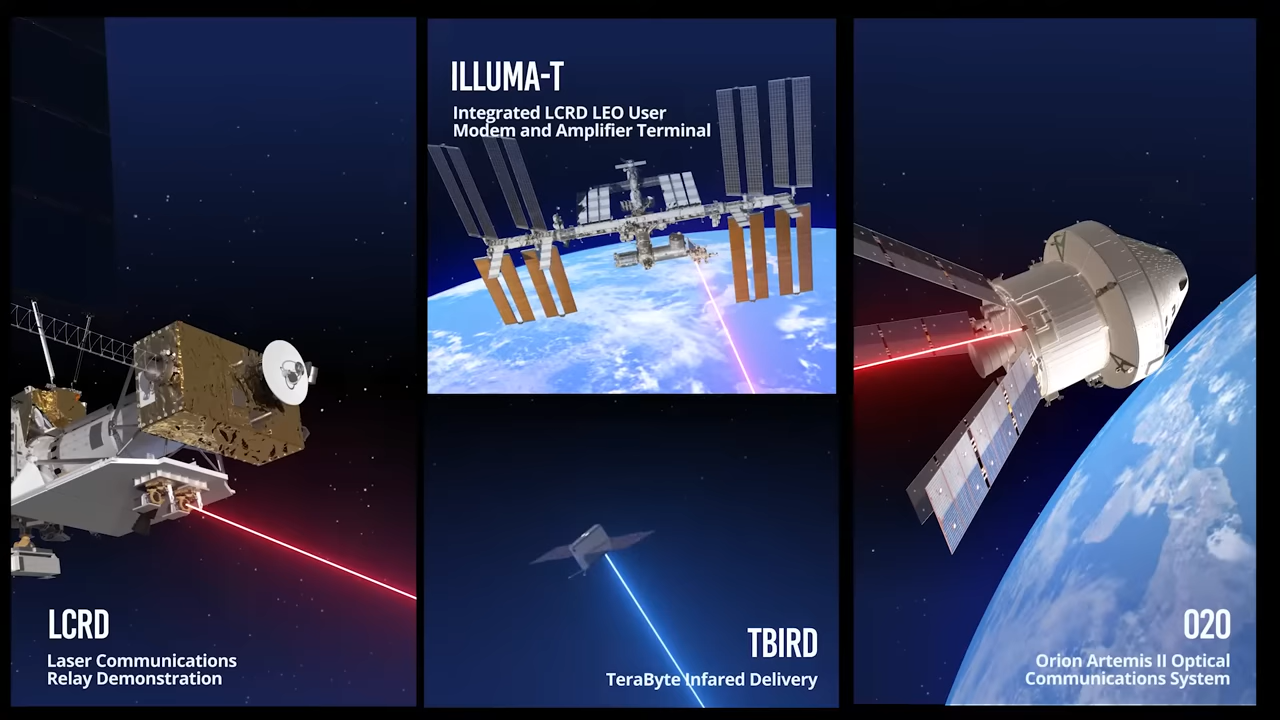 LCRD
Laser Communications
Relay Demonstration
ILLUMA-T
Integrated LCRD LEO User
Modem and Amplifier Terminal
TBIRD
TeraByte Infared Delivery
O2O
Orion Artemis II Optical
Communications System